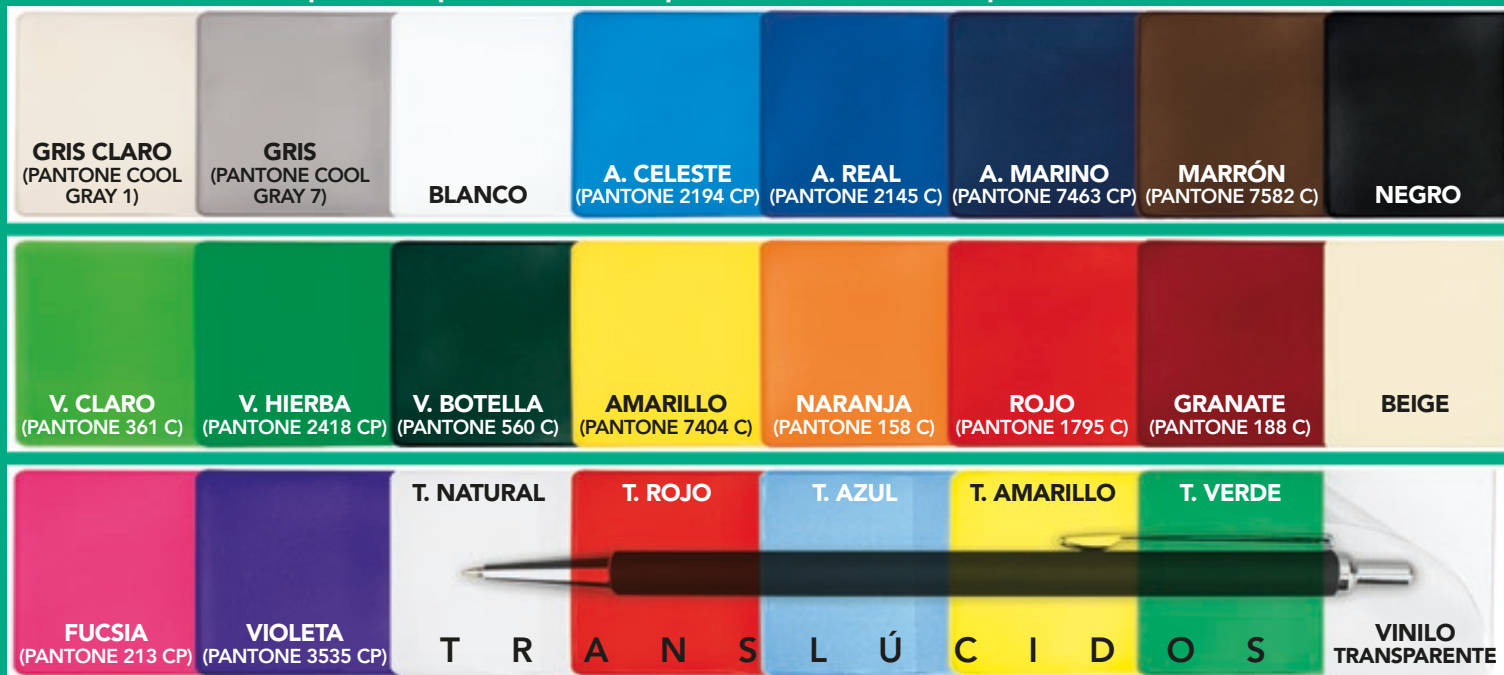 GRIS CLARO
(PANTONE COOL
GRAY 1)
GRIS
(PANTONE COOL
GRAY 7)
BLANCO
A. CELESTE
(PANTONE 2194 CP)
A. REAL
(PANTONE 2145 C)
A. MARINO
(PANTONE 7463 CP)
MARRÓN
(PANTONE 7582 C)
NEGRO
V. CLARO
(PANTONE 361 C)
V. HIERBA
(PANTONE 2418 CP)
V. BOTELLA
(PANTONE 560 C)
AMARILLO
(PANTONE 7404 C)
NARANJA
(PANTONE 158 C)
ROJO
(PANTONE 1795 C)
GRANATE
(PANTONE 188 C)
BEIGE
FUCSIA
(PANTONE 213 CP)
VIOLETA
(PANTONE 3535 CP)
T. NATURAL
T. ROJO
T. AZUL
T. AMARILLO
T. VERDE
T R A N S L Ú C I D O S
VINILO
TRANSPARENTE